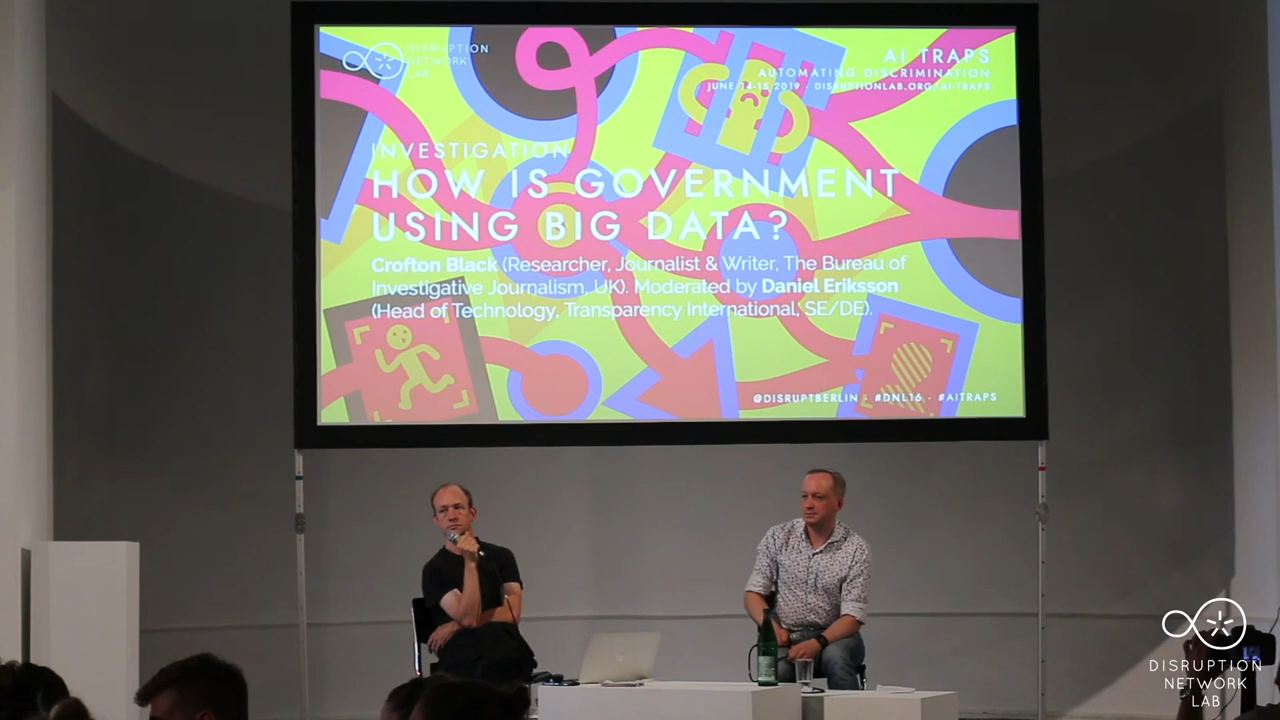 DISRUPTION
NETWORK
LAB
AI TRAPS
AUTOMATING DISCRIMINATION
JUNE 14-15 2019 · DISRUPTIONLAB.ORG/AI-TRAPS
INVESTIGATION
HOW IS GOVERNMENT
USING BIG DATA?
Crofton Black (Researcher, Journalist & Writer, The Bureau of
Investigative Journalism, UK). Moderated by Daniel Eriksson
(Head of Technology, Transparency International, SE/DE).
@DISRUPTBERLIN · #DNL16 · #AITRAPS
DISRUPTION
NETWORK
LAB